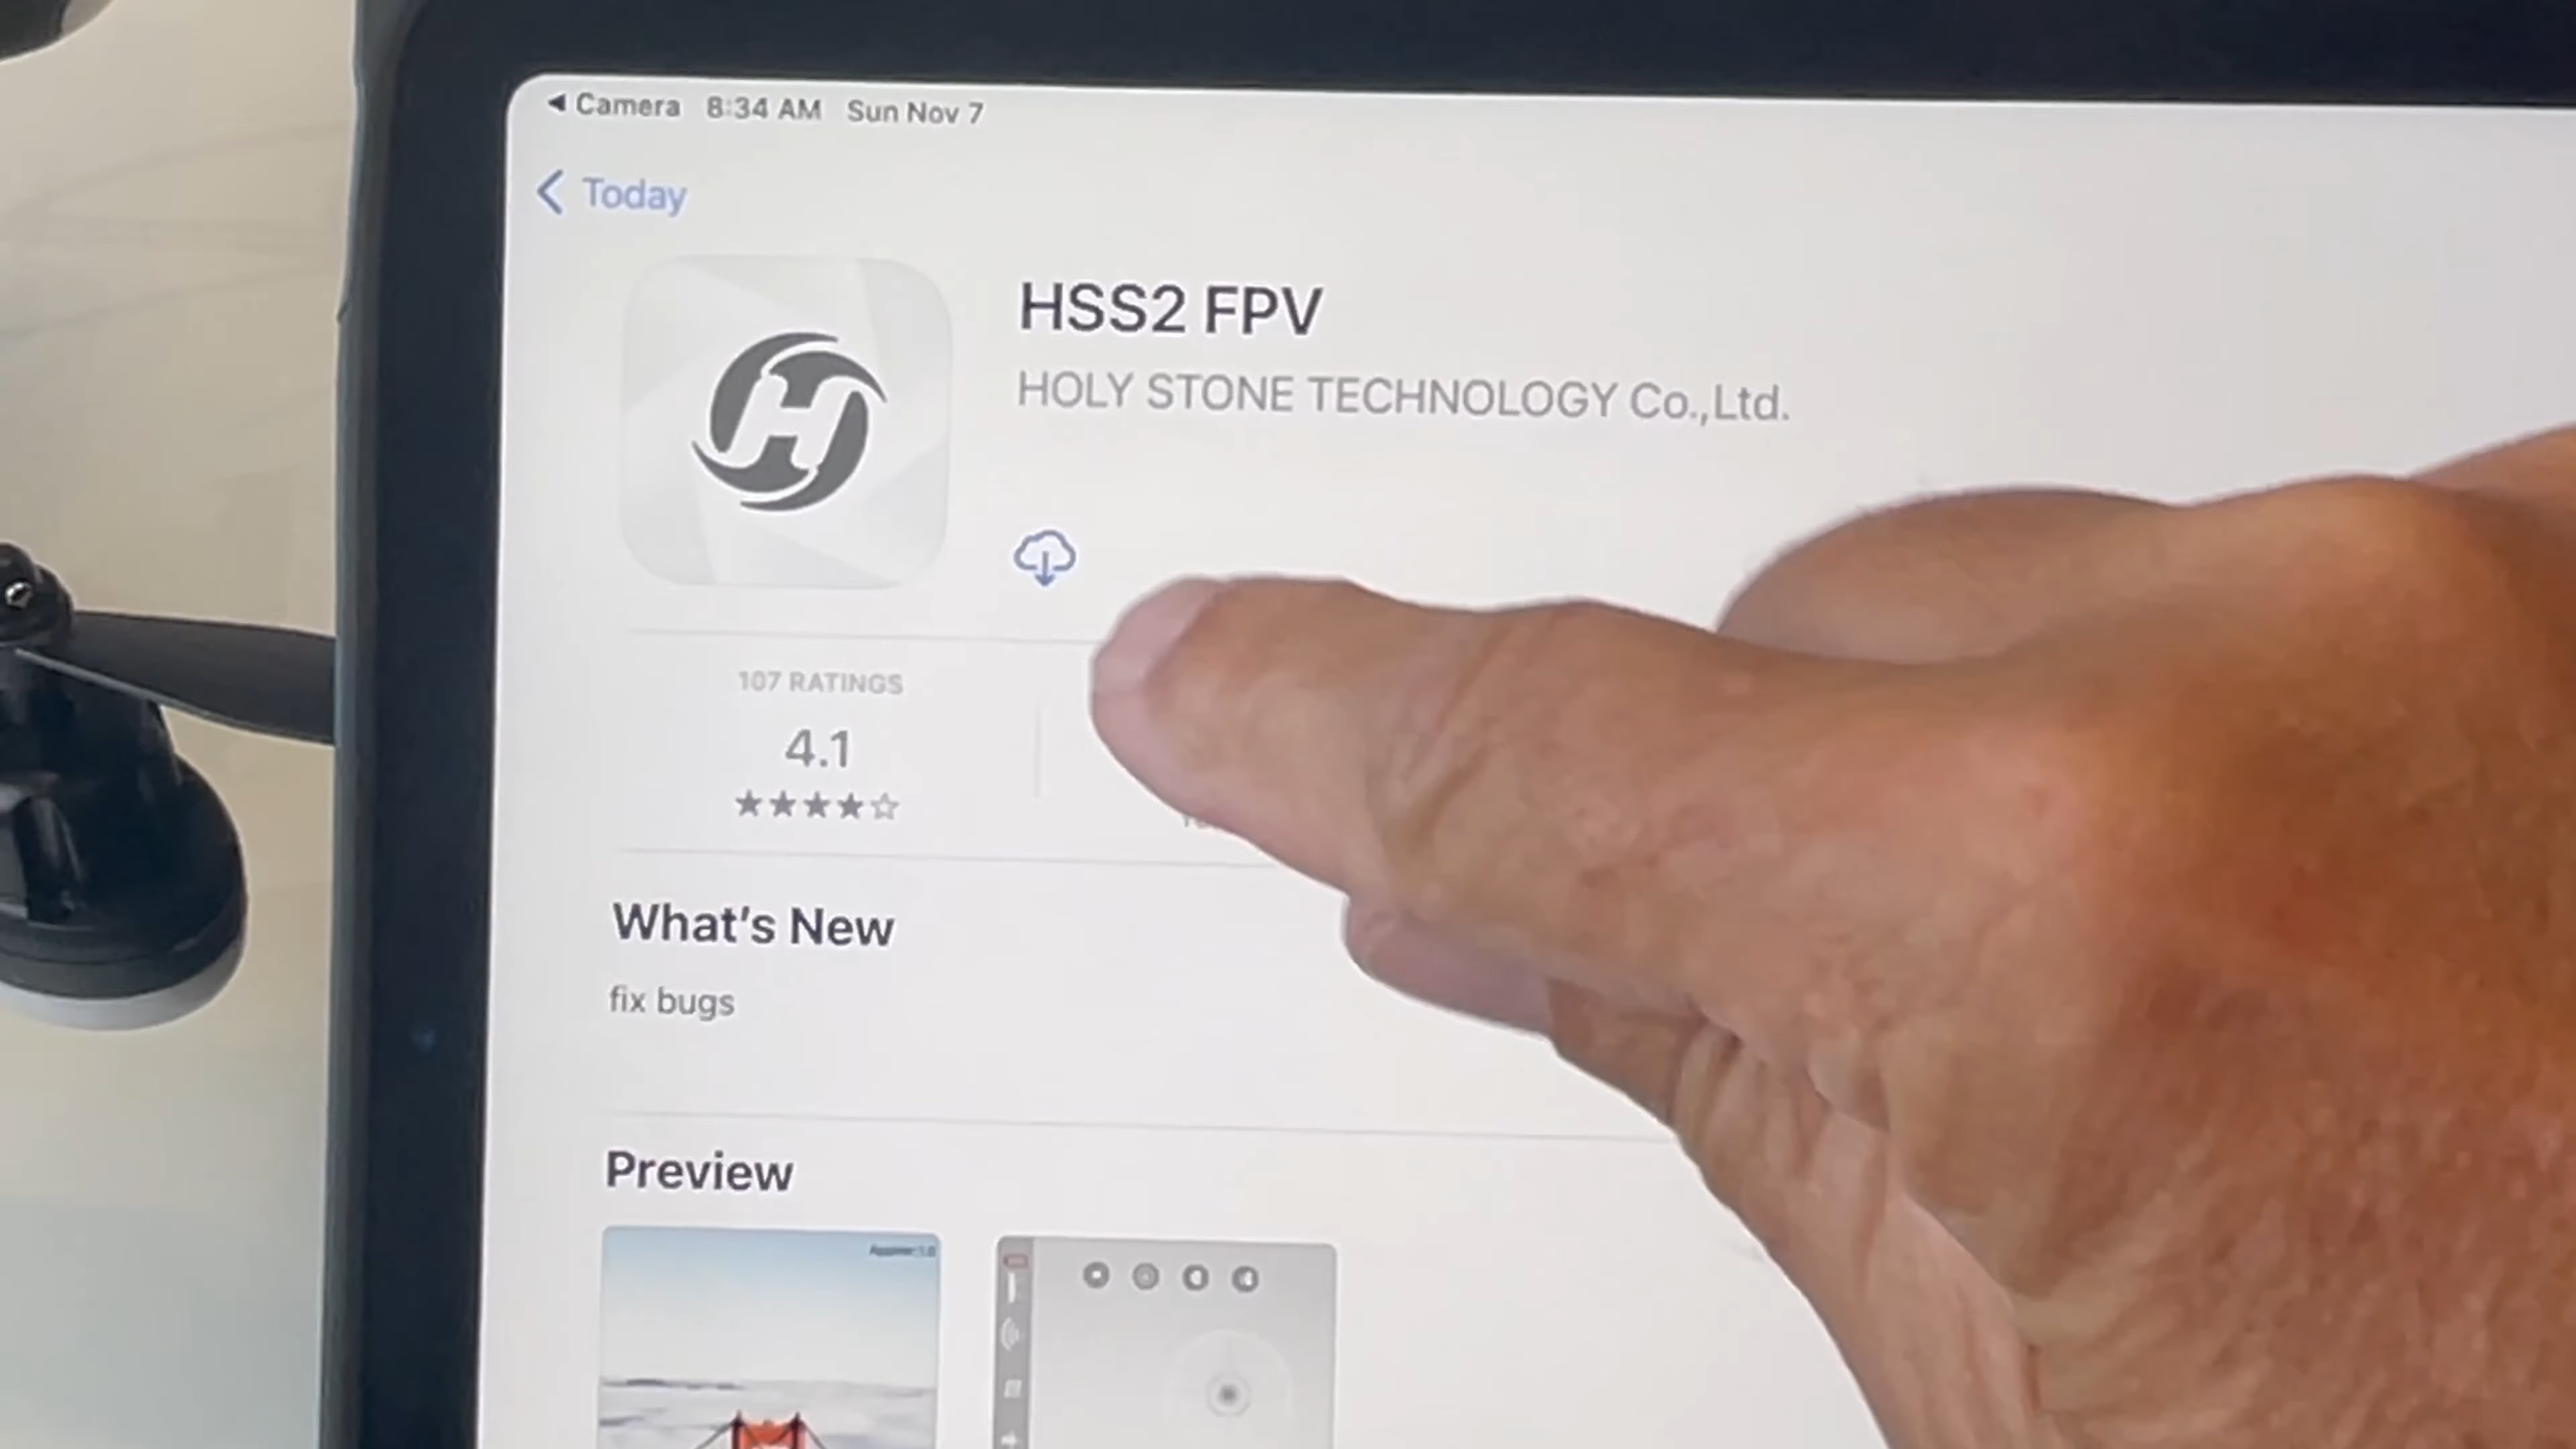 Camera 8:34 AM Sun Nov 7
Today
HSS2 FPV
HOLY STONE TECHNOLOGY Co.,Ltd.
107 RATINGS
4.1
What's New
fix bugs
Preview